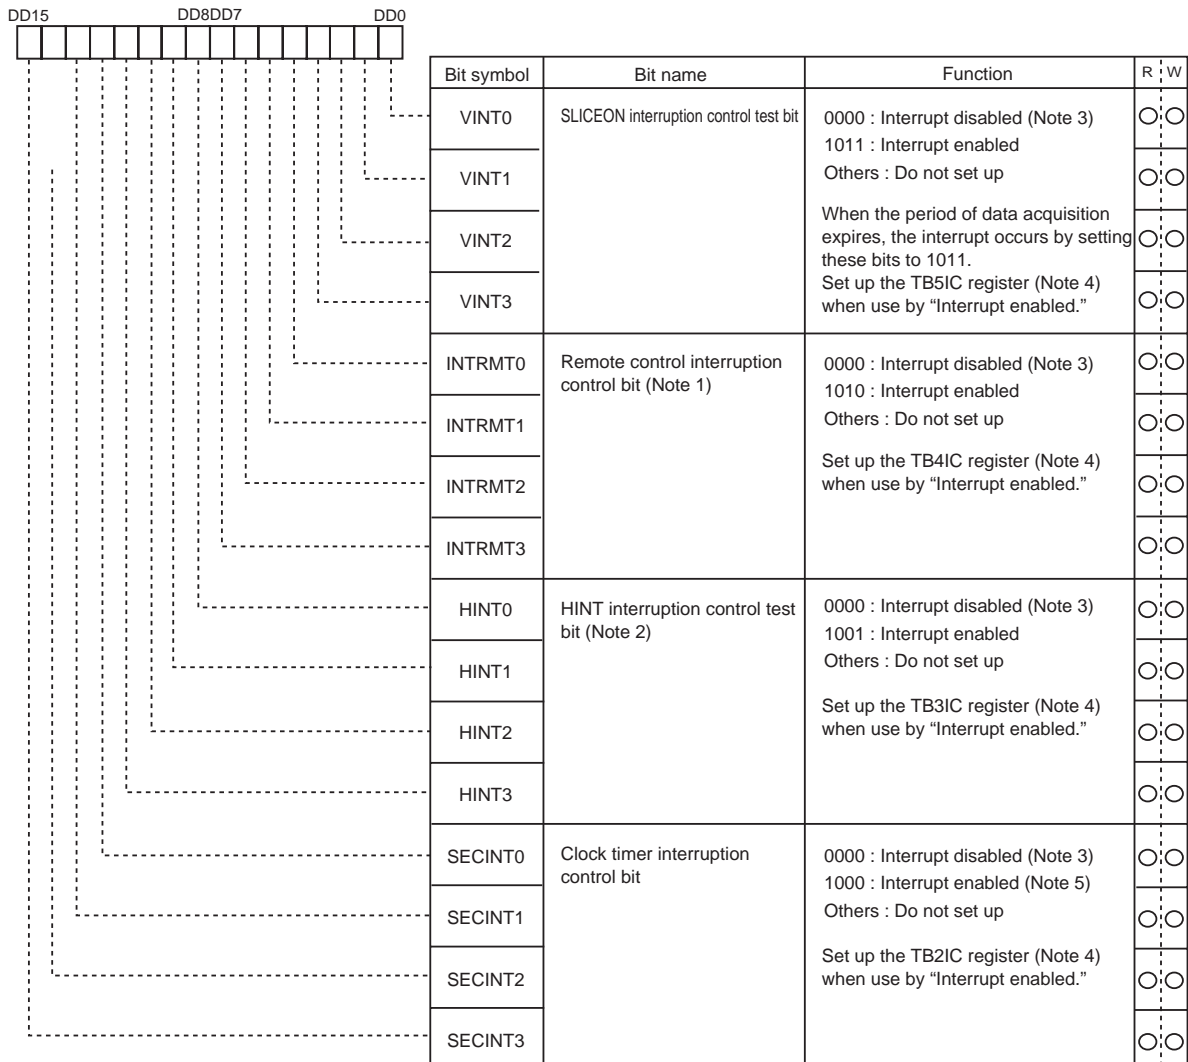 DD15 DD8DD7 DD0
Bit symbol Bit name Function R W
VINT0 SLICEON interruption control test bit 0000 : Interrupt disabled (Note 3)
1011 : Interrupt enabled
VINT1 Others : Do not set up
When the period of data acquisition
VINT2 expires, the interrupt occurs by setting
these bits to 1011.
Set up the TB5IC register (Note 4)
VINT3 when use by “Interrupt enabled.”
INTRMT0 Remote control interruption 0000 : Interrupt disabled (Note 3)
control bit (Note 1) 1010 : Interrupt enabled
INTRMT1 Others : Do not set up
Set up the TB4IC register (Note 4)
INTRMT2 when use by “Interrupt enabled.”
INTRMT3
HINT0 HINT interruption control test 0000 : Interrupt disabled (Note 3)
bit (Note 2) 1001 : Interrupt enabled
HINT1 Others : Do not set up
Set up the TB3IC register (Note 4)
HINT2 when use by “Interrupt enabled.”
HINT3
SECINT0 Clock timer interruption 0000 : Interrupt disabled (Note 3)
control bit 1000 : Interrupt enabled (Note 5)
SECINT1 Others : Do not set up
Set up the TB2IC register (Note 4)
SECINT2 when use by “Interrupt enabled.”
SECINT3